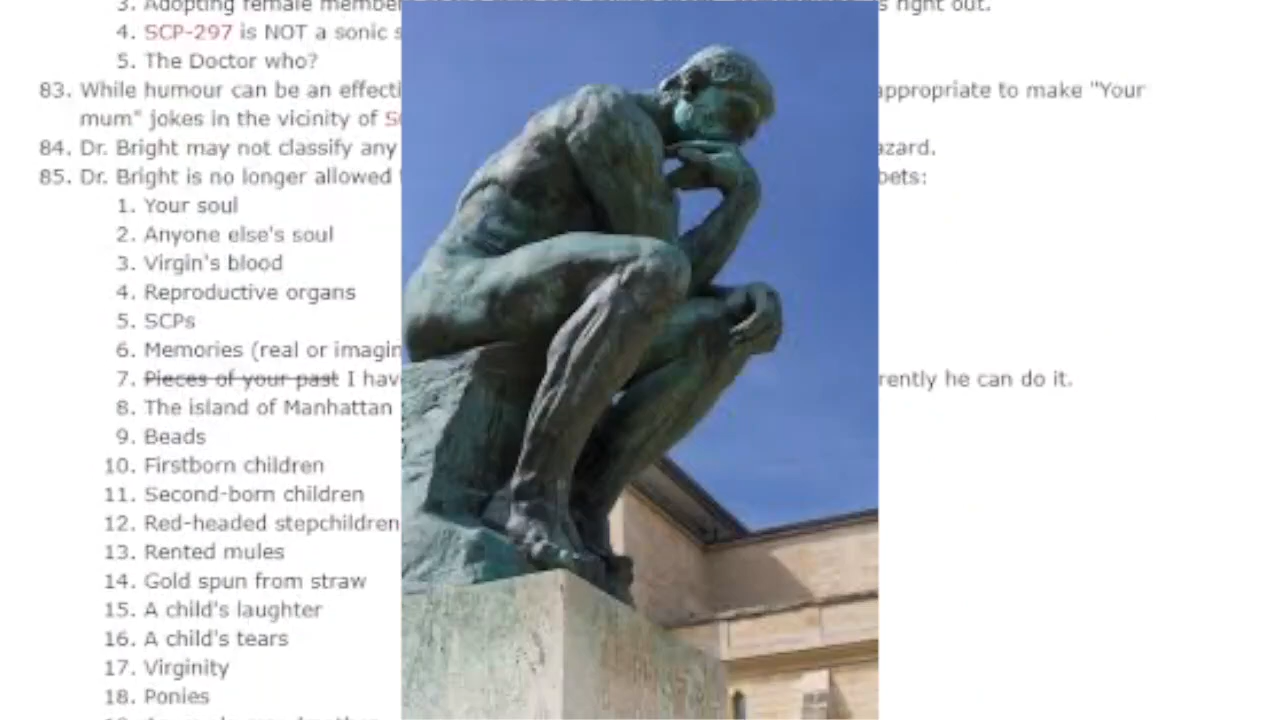 3. Adopting female member s right out.
4. SCP-297 is NOT a sonic s
5. The Doctor who?
83. While humour can be an effecti appropriate to make "Your
mum" jokes in the vicinity of S
84. Dr. Bright may not classify any azard.
85. Dr. Bright is no longer allowed bets:
1. Your soul
2. Anyone else's soul
3. Virgin's blood
4. Reproductive organs
5. SCPs
6. Memories (real or imagin
7. Pieces of your past I hav rently he can do it.
8. The island of Manhattan
9. Beads
10. Firstborn children
11. Second-born children
12. Red-headed stepchildren
13. Rented mules
14. Gold spun from straw
15. A child's laughter
16. A child's tears
17. Virginity
18. Ponies